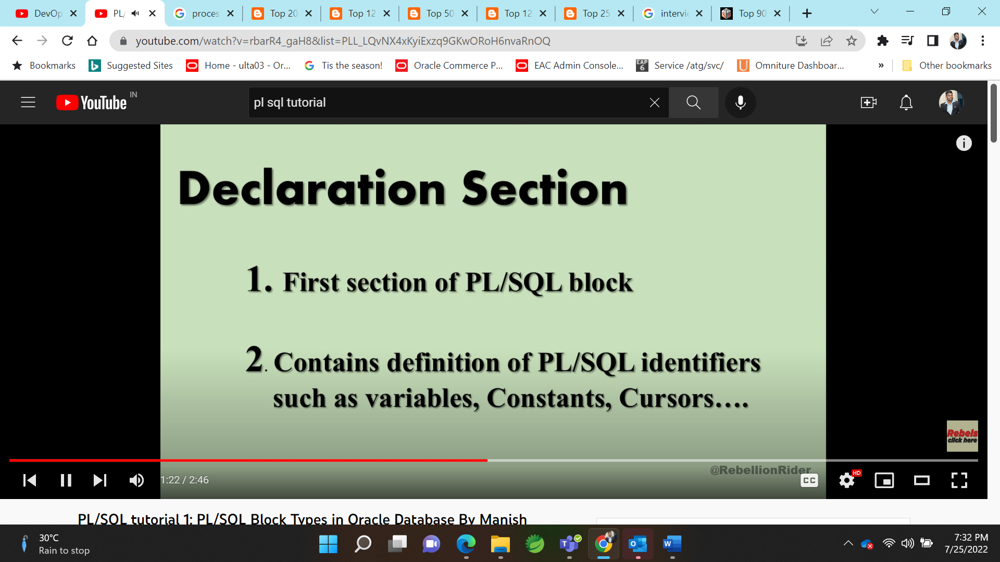 DevOp
PL/
proces
Top 20
Top 12
Top 50
Top 12
Top 25
intervie
Top 90
youtube.com/watch?v=rbarR4_gaH8&list=PLL_LQvNX4xKyiExzq9GKwORoH6nvaRnOQ
Bookmarks
Suggested Sites
Home - ulta03 - Or...
Tis the season!
Oracle Commerce P...
EAC Admin Console...
EAP 6
Service /atg/svc/
Omniture Dashboar...
»
Other bookmarks
YouTube IN
pl sql tutorial
Declaration Section
1. First section of PL/SQL block
2. Contains definition of PL/SQL identifiers
such as variables, Constants, Cursors....
Rebels
click here
@RebellionRider
1:22 / 2:46
CC
HD
PL/SQL tutorial 1: PL/SQL Block Types in Oracle Database By Manish
30°C
Rain to stop
7:32 PM
7/25/2022